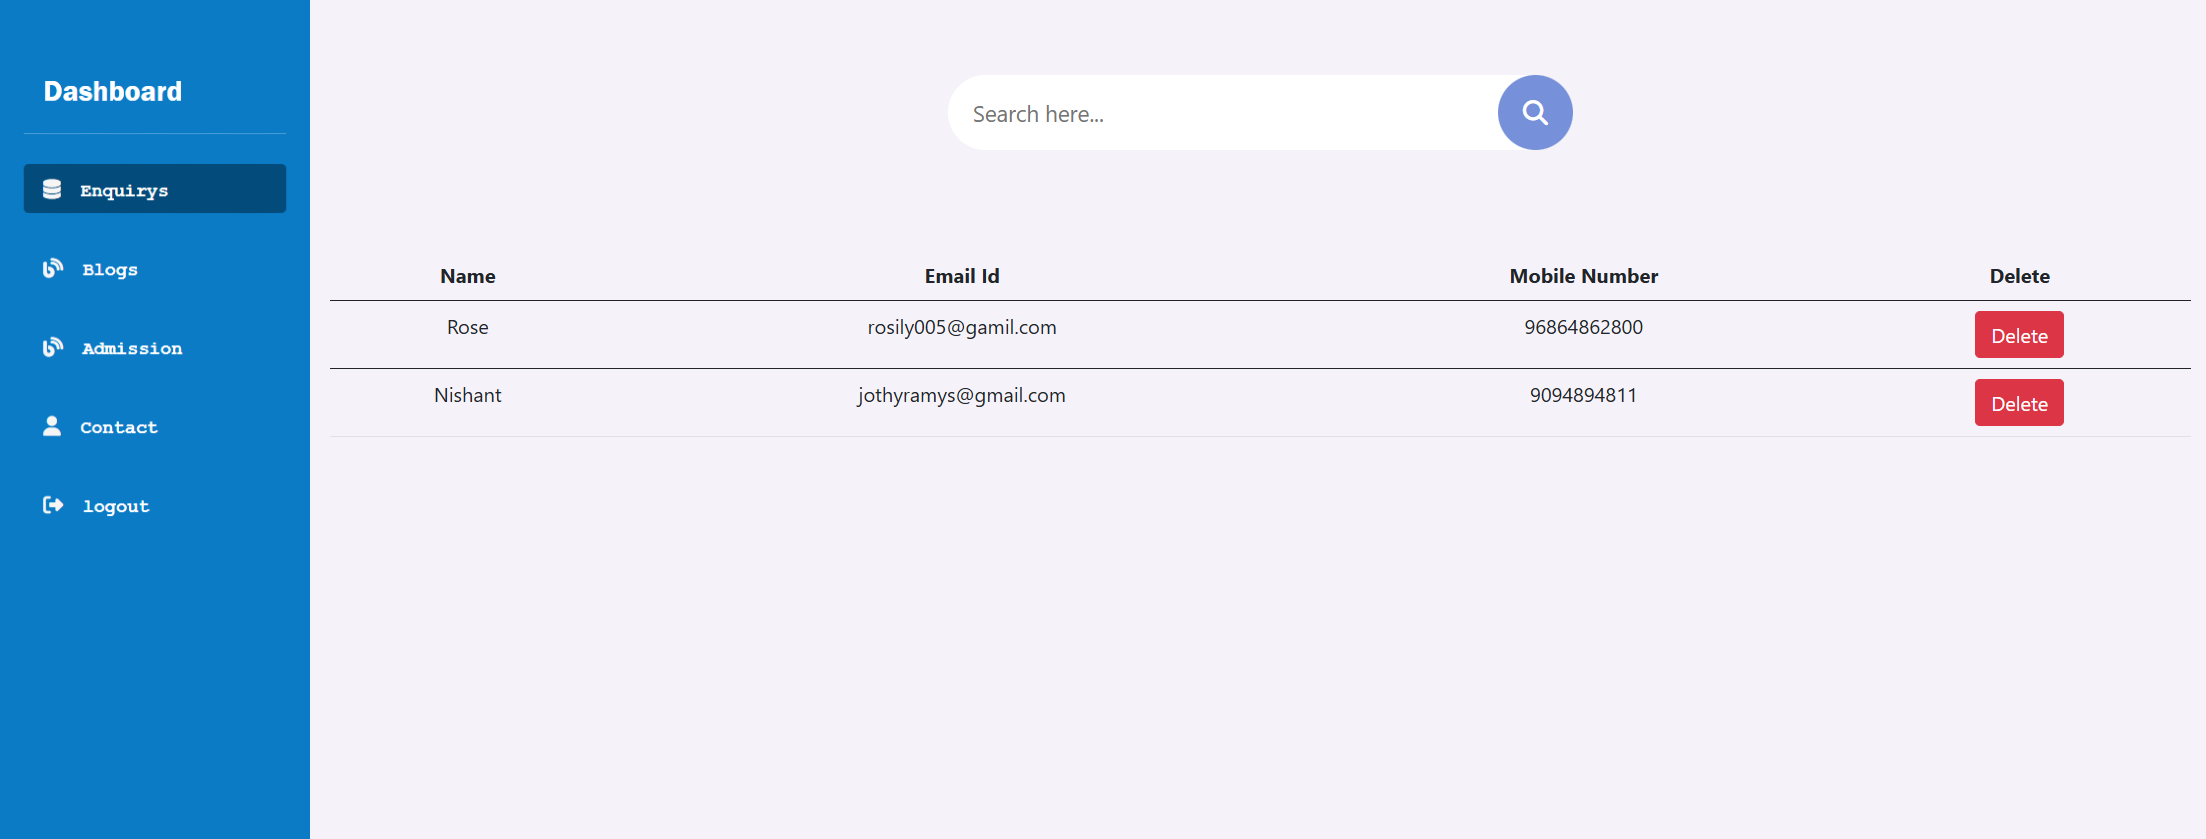 Dashboard
Enquirys
Blogs
Admission
Contact
logout
Search here...
Name Email Id Mobile Number Delete
Rose rosily005@gamil.com 96864862800 Delete
Nishant jothyramys@gmail.com 9094894811 Delete